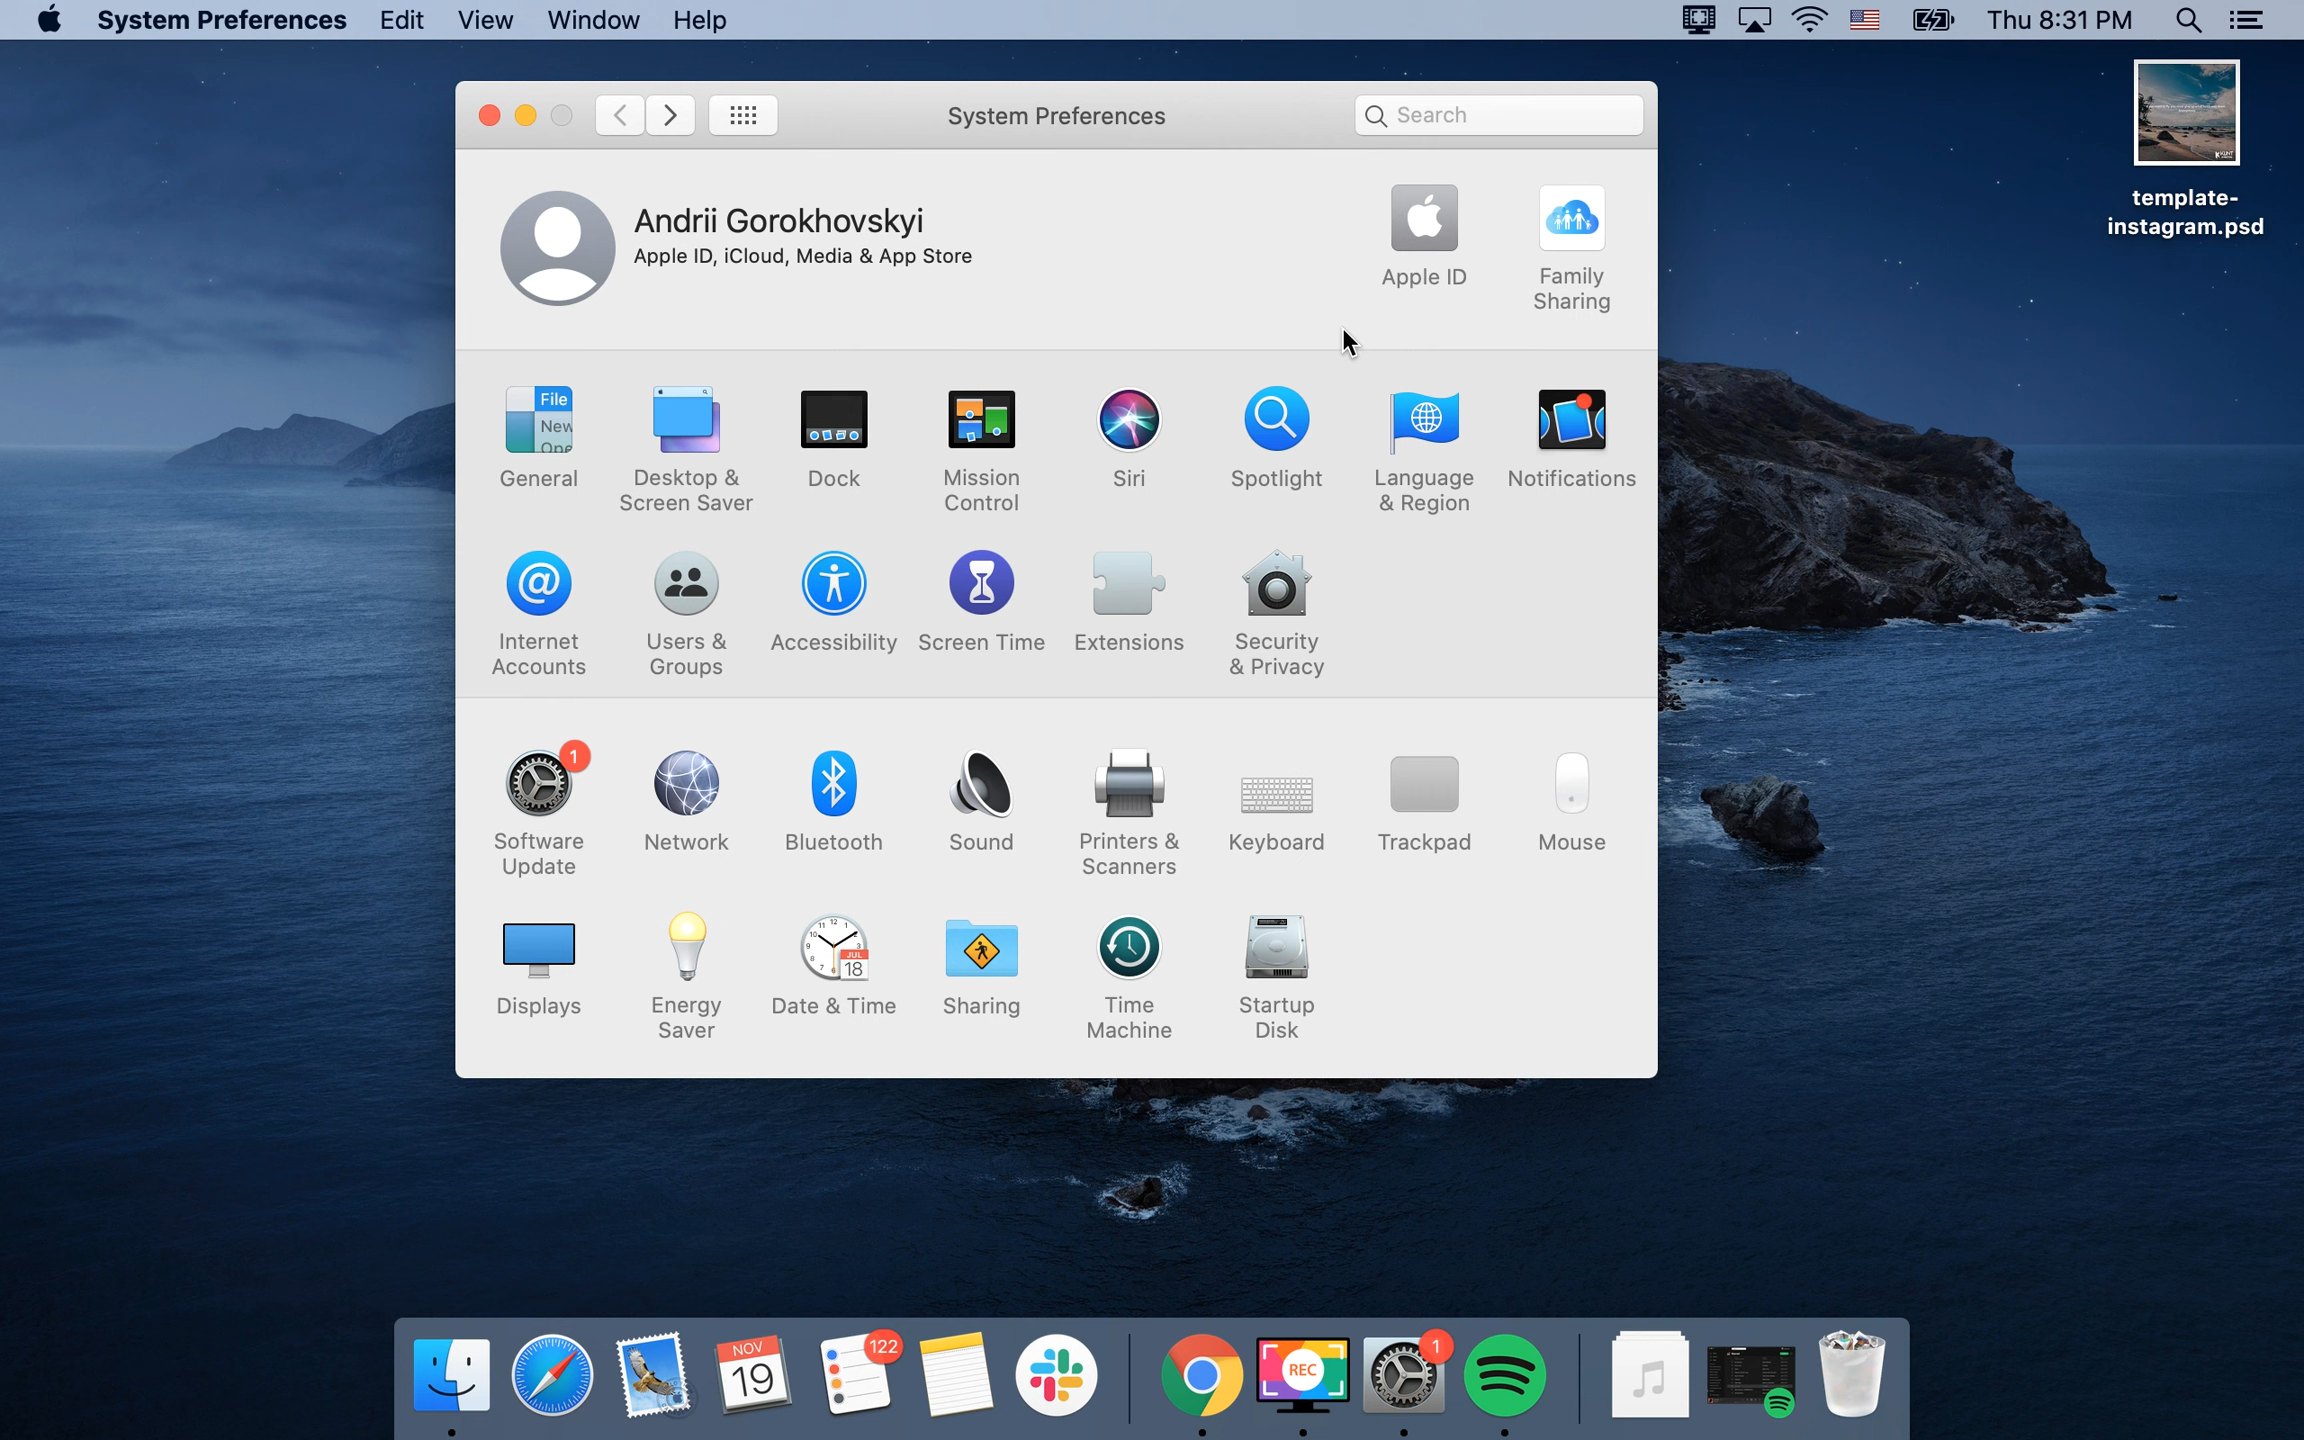 System Preferences Edit View Window Help Thu 8:31 PM
System Preferences
Search
template-
instagram.psd
Andrii Gorokhovskyi
Apple ID, iCloud, Media & App Store
Apple ID
Family
Sharing
File
New
Ope
General
Desktop &
Screen Saver
Dock
Mission
Control
Siri
Spotlight
Language
& Region
Notifications
@
Internet
Accounts
Users &
Groups
Accessibility
Screen Time
Extensions
Security
& Privacy
1
Software
Update
Network
Bluetooth
Sound
Printers &
Scanners
Keyboard
Trackpad
Mouse
Displays
Energy
Saver
JUL
18
Date & Time
Sharing
Time
Machine
Startup
Disk
NOV
19
122
REC
1